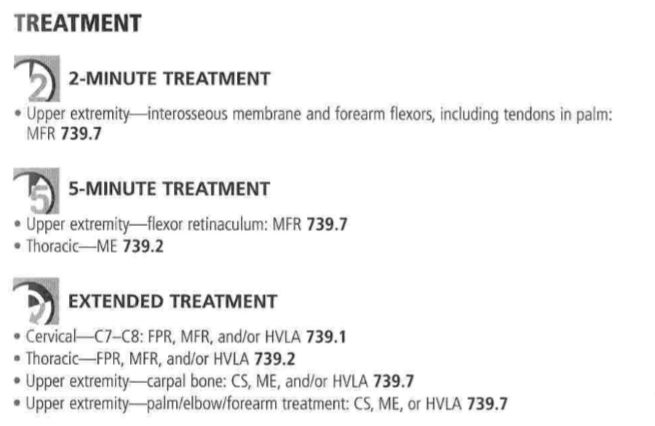 TREATMENT
2 2-MINUTE TREATMENT
• Upper extremity—interosseous membrane and forearm flexors, including tendons in palm:
MFR 739.7
5 5-MINUTE TREATMENT
• Upper extremity—flexor retinaculum: MFR 739.7
• Thoracic—ME 739.2
EXTENDED TREATMENT
• Cervical—C7–C8: FPR, MFR, and/or HVLA 739.1
• Thoracic—FPR, MFR, and/or HVLA 739.2
• Upper extremity—carpal bone: CS, ME, and/or HVLA 739.7
• Upper extremity—palm/elbow/forearm treatment: CS, ME, or HVLA 739.7